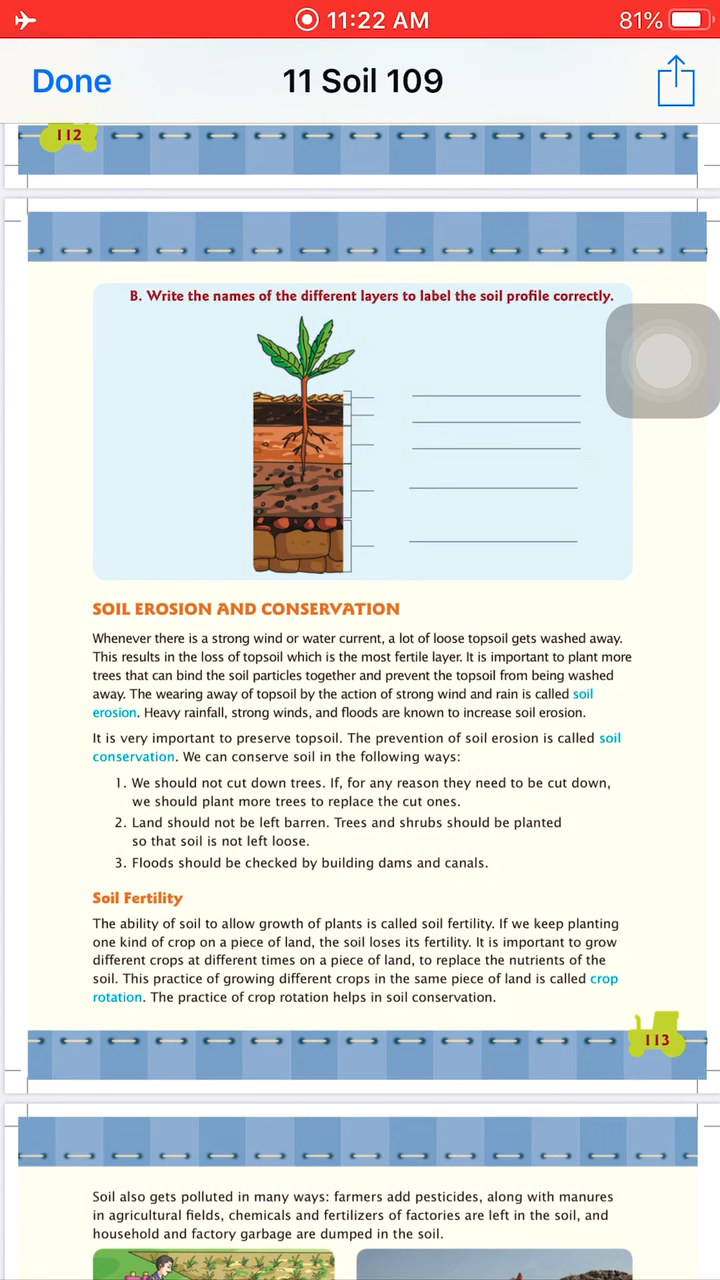 11:22 AM
81%
Done
11 Soil 109
112
B. Write the names of the different layers to label the soil profile correctly.
SOIL EROSION AND CONSERVATION
Whenever there is a strong wind or water current, a lot of loose topsoil gets washed away.
This results in the loss of topsoil which is the most fertile layer. It is important to plant more
trees that can bind the soil particles together and prevent the topsoil from being washed
away. The wearing away of topsoil by the action of strong wind and rain is called soil
erosion. Heavy rainfall, strong winds, and floods are known to increase soil erosion.
It is very important to preserve topsoil. The prevention of soil erosion is called soil
conservation. We can conserve soil in the following ways:
1. We should not cut down trees. If, for any reason they need to be cut down,
we should plant more trees to replace the cut ones.
2. Land should not be left barren. Trees and shrubs should be planted
so that soil is not left loose.
3. Floods should be checked by building dams and canals.
Soil Fertility
The ability of soil to allow growth of plants is called soil fertility. If we keep planting
one kind of crop on a piece of land, the soil loses its fertility. It is important to grow
different crops at different times on a piece of land, to replace the nutrients of the
soil. This practice of growing different crops in the same piece of land is called crop
rotation. The practice of crop rotation helps in soil conservation.
113
Soil also gets polluted in many ways: farmers add pesticides, along with manures
in agricultural fields, chemicals and fertilizers of factories are left in the soil, and
household and factory garbage are dumped in the soil.